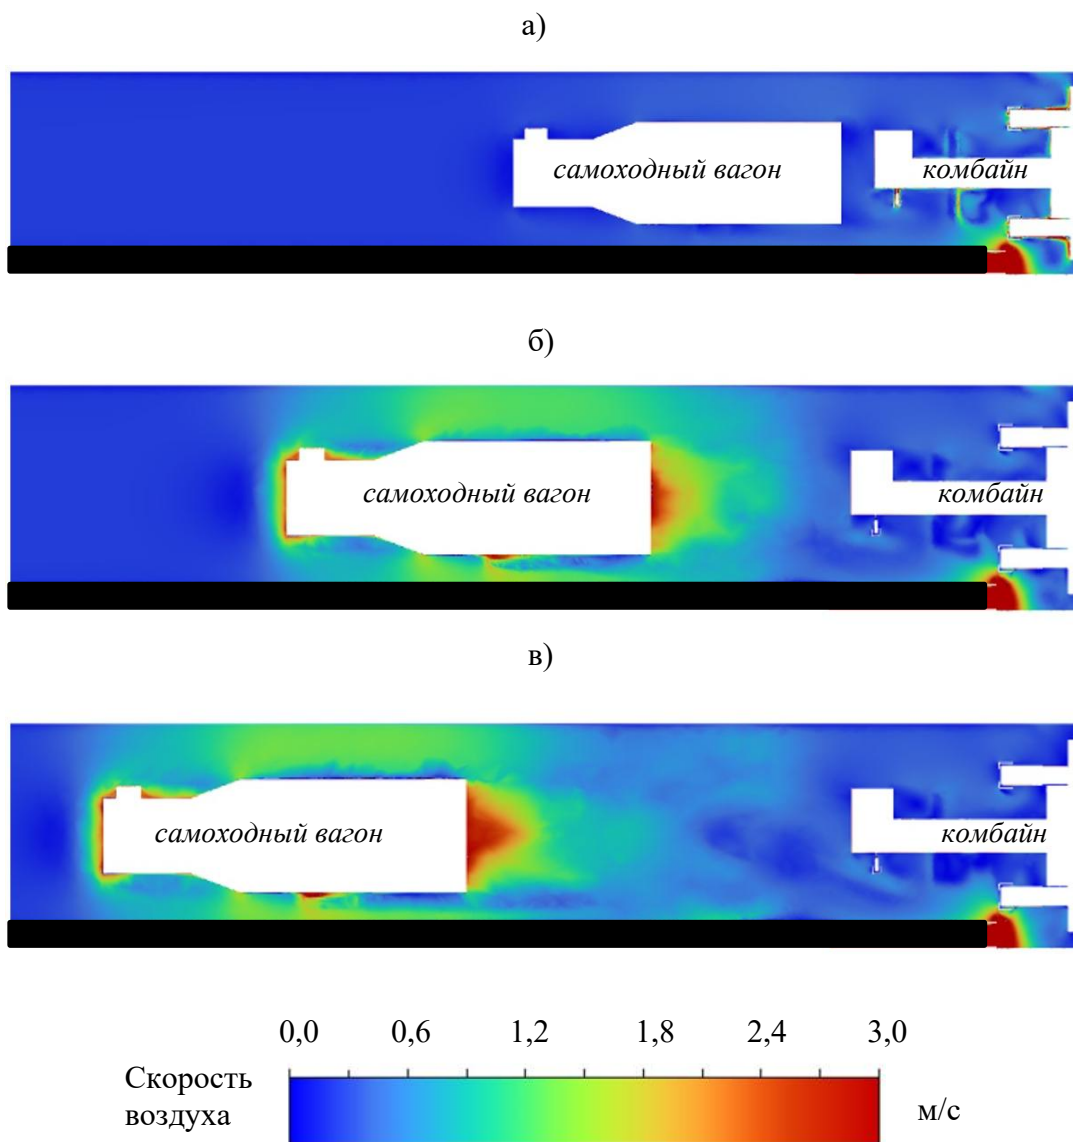 а)
самоходный вагон
комбайн
б)
самоходный вагон
комбайн
в)
самоходный вагон
комбайн
0,0 0,6 1,2 1,8 2,4 3,0
Скорость
воздуха
м/с